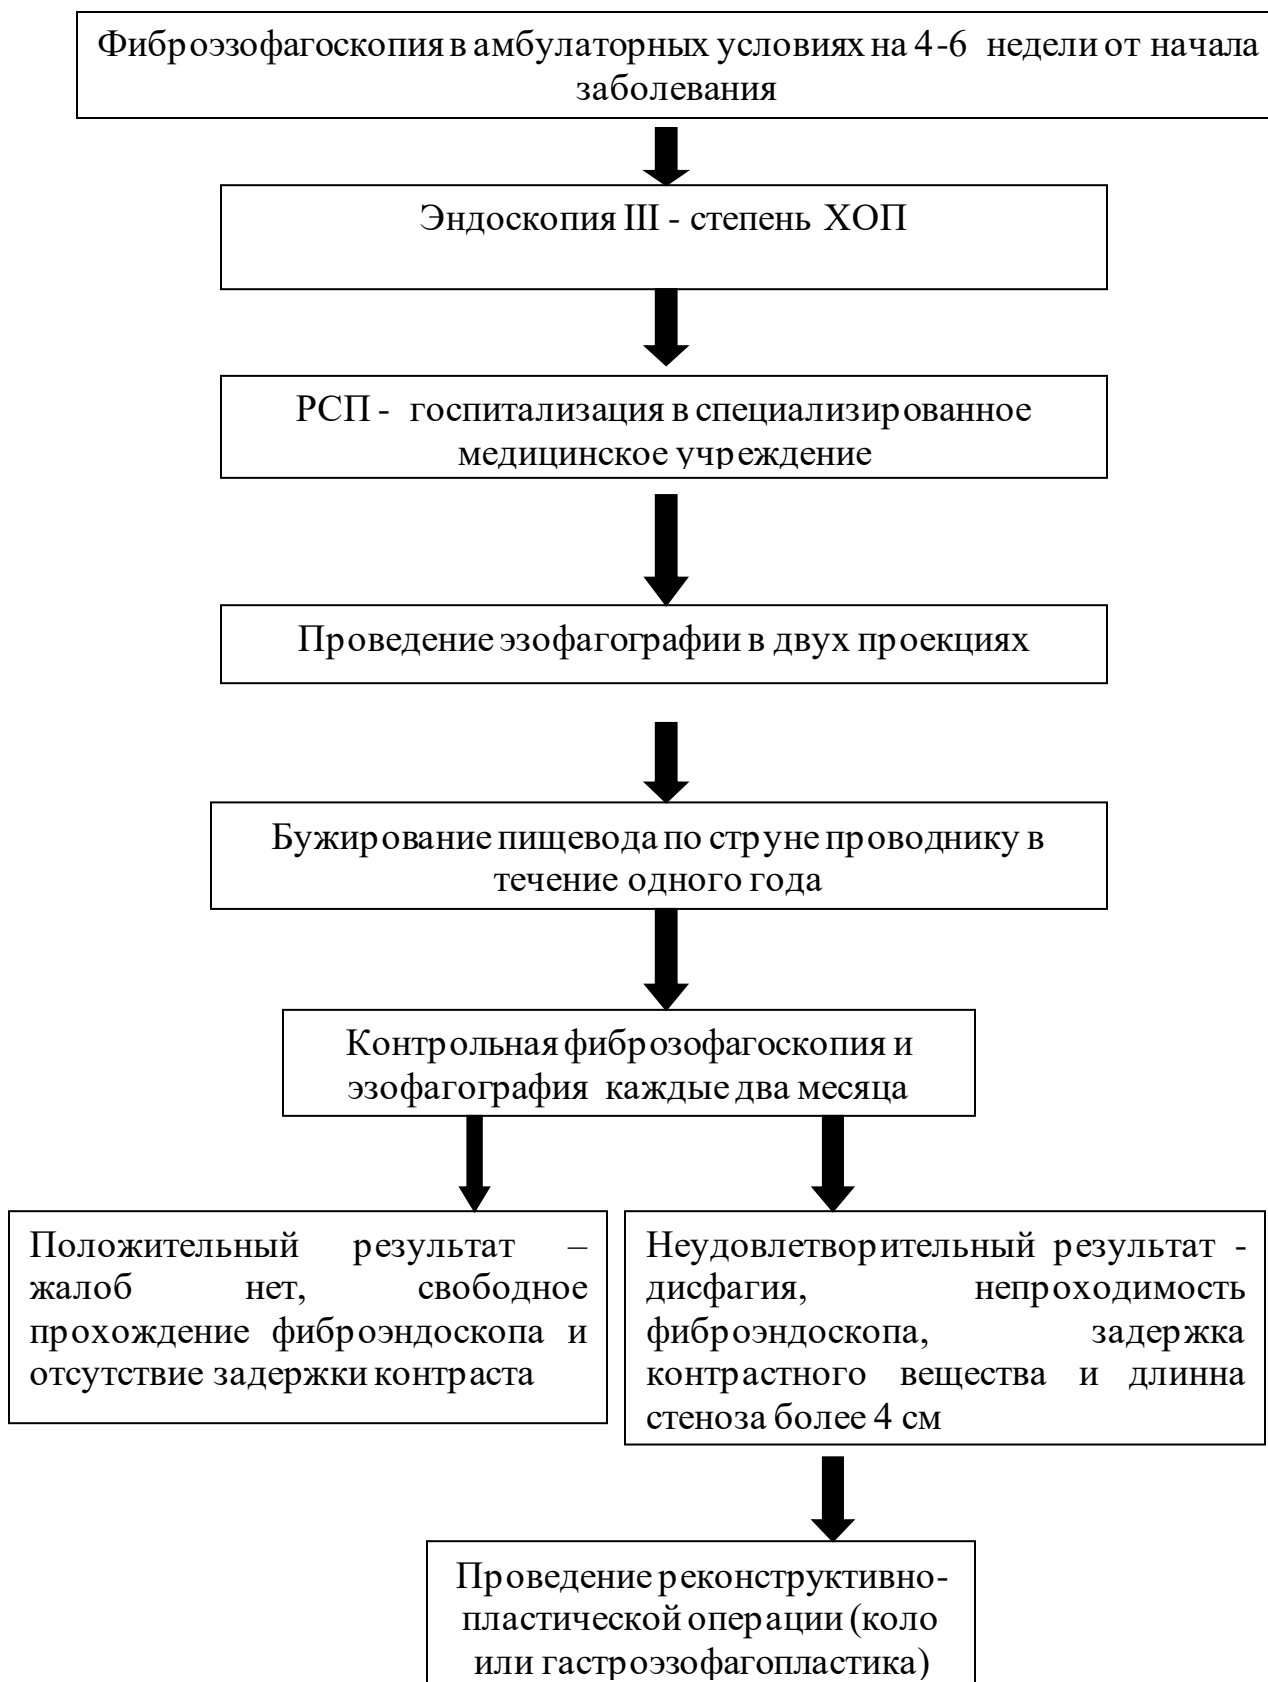 Фиброэзофагоскопия в амбулаторных условиях на 4-6 недели от начала
заболевания
Эндоскопия III - степень ХОП
РСП - госпитализация в специализированное
медицинское учреждение
Проведение эзофагографии в двух проекциях
Бужирование пищевода по струне проводнику в
течение одного года
Контрольная фиброзофагоскопия и
эзофагография каждые два месяца
Положительный результат –
жалоб нет, свободное
прохождение фиброэндоскопа и
отсутствие задержки контраста
Неудовлетворительный результат -
дисфагия, непроходимость
фиброэндоскопа, задержка
контрастного вещества и длинна
стеноза более 4 см
Проведение реконструктивно-
пластической операции (коло
или гастроэзофагопластика)